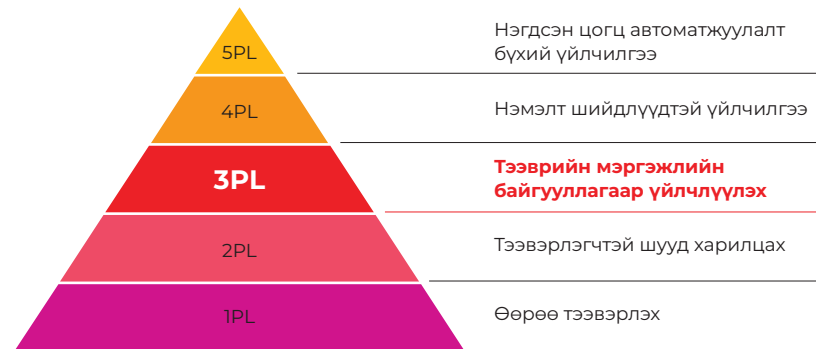 5PL
Нэгдсэн цогц автоматжуулалт
бүхий үйлчилгээ
4PL
Нэмэлт шийдлүүдтэй үйлчилгээ
3PL
Тээврийн мэргэжлийн
байгууллагаар үйлчлүүлэх
2PL
Тээвэрлэгчтэй шууд харилцах
1PL
Өөрөө тээвэрлэх